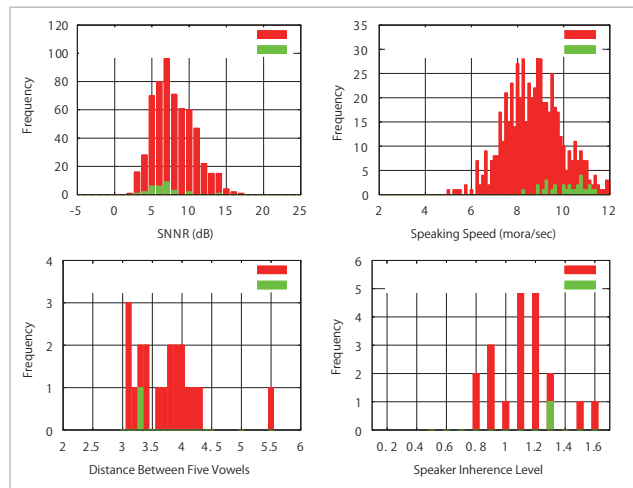 120
100
80
60
40
20
0
Frequency
-5 0 5 10 15 20 25
SNNR (dB)
35
30
25
20
15
10
5
0
Frequency
2 4 6 8 10 12
Speaking Speed (mora/sec)
4
3
2
1
0
Frequency
2 2.5 3 3.5 4 4.5 5 5.5 6
Distance Between Five Vowels
6
5
4
3
2
1
0
Frequency
0. 2 0.4 0.6 0.8 1 1.2 1.4 1.6
Speaker Inference Level